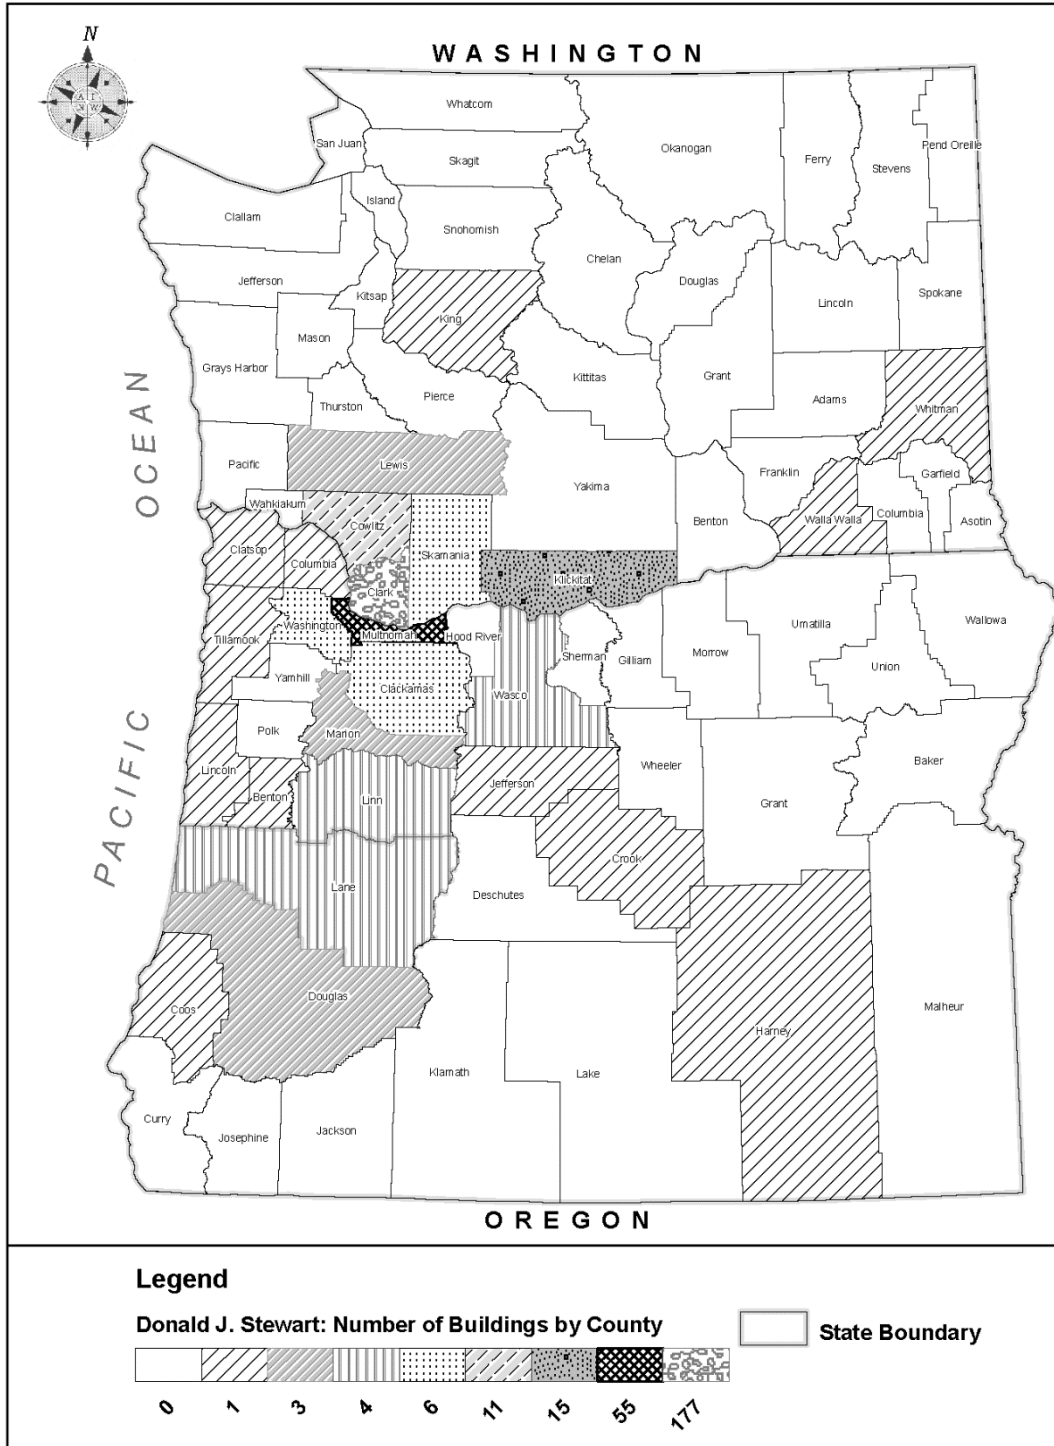 N
WASHINGTON
Whatcom
San Juan
Skagit
Okanogan
Ferry
Stevens
Pend Oreille
Island
Clallam
Snohomish
Chelan
Douglas
Jefferson
Kitsap
King
Lincoln
Spokane
Mason
Grays Harbor
Kittitas
Grant
Pierce
Thurston
Adams
Whitman
Pacific
Lewis
Yakima
Franklin
Garfield
Wahkiakum
Cowlitz
Benton
Walla Walla
Columbia
Asotin
Skamania
Clatsop
Columbia
Klickitat
Clark
Washington
Multnomah
Hood River
Umatilla
Wallowa
Tillamook
Sherman
Gilliam
Morrow
Union
Yamhill
Clackamas
Wasco
Polk
Marion
Wheeler
Baker
Lincoln
Benton
Linn
Jefferson
Grant
Crook
Lane
Deschutes
Douglas
Coos
Harney
Malheur
Klamath
Lake
Curry
Josephine
Jackson
PACIFIC OCEAN
OREGON
Legend
Donald J. Stewart: Number of Buildings by County
State Boundary
0 1 3 4 6 11 15 55 177